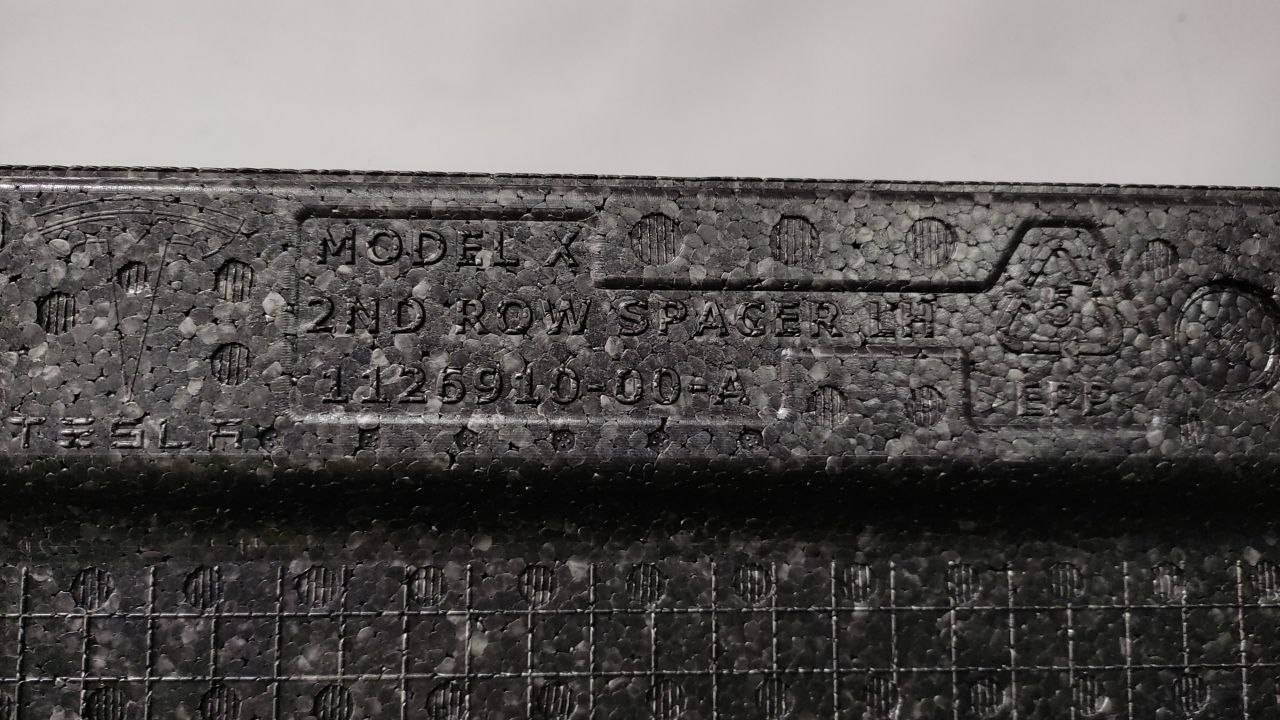 MODEL X
2ND ROW SPACER LH
1126910-00-A
5
>EPP<
TESLA